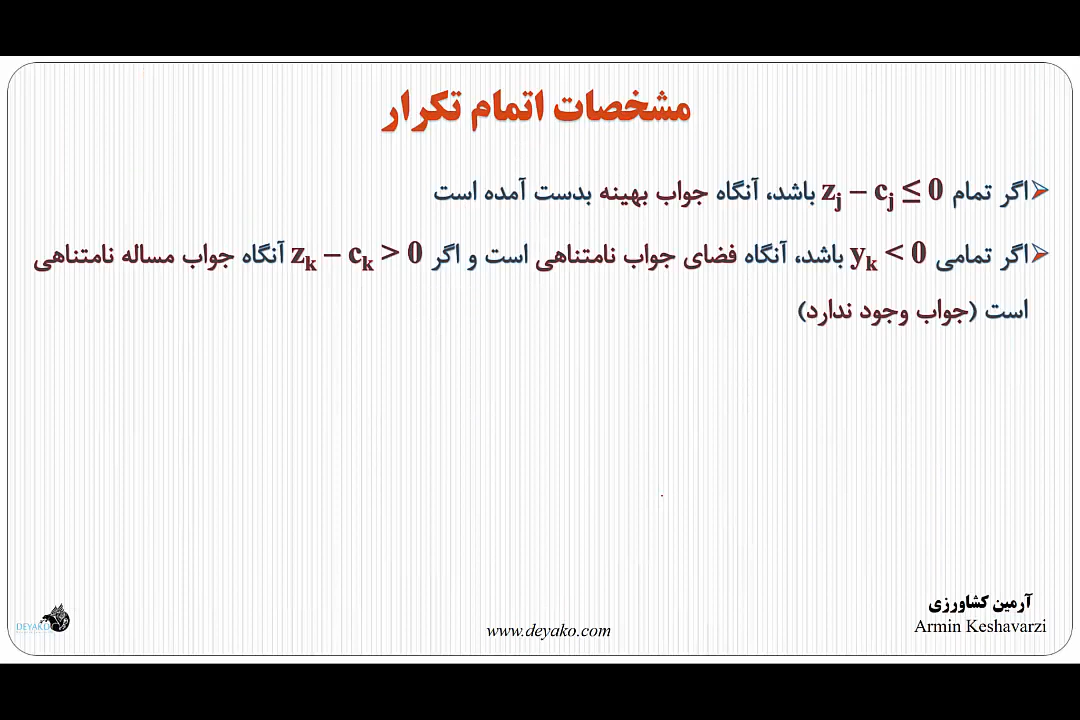 مشخصات اتمام تکرار
اگر تمام zj – cj ≤ 0 باشد، آنگاه جواب بهینه بدست آمده است
اگر تمامی yk < 0 باشد، آنگاه فضای جواب نامتناهی است و اگر zk – ck > 0 آنگاه جواب مساله نامتناهی
است (جواب وجود ندارد)
آرمین کشاورزی
Armin Keshavarzi
www.deyako.com
DEYAKO